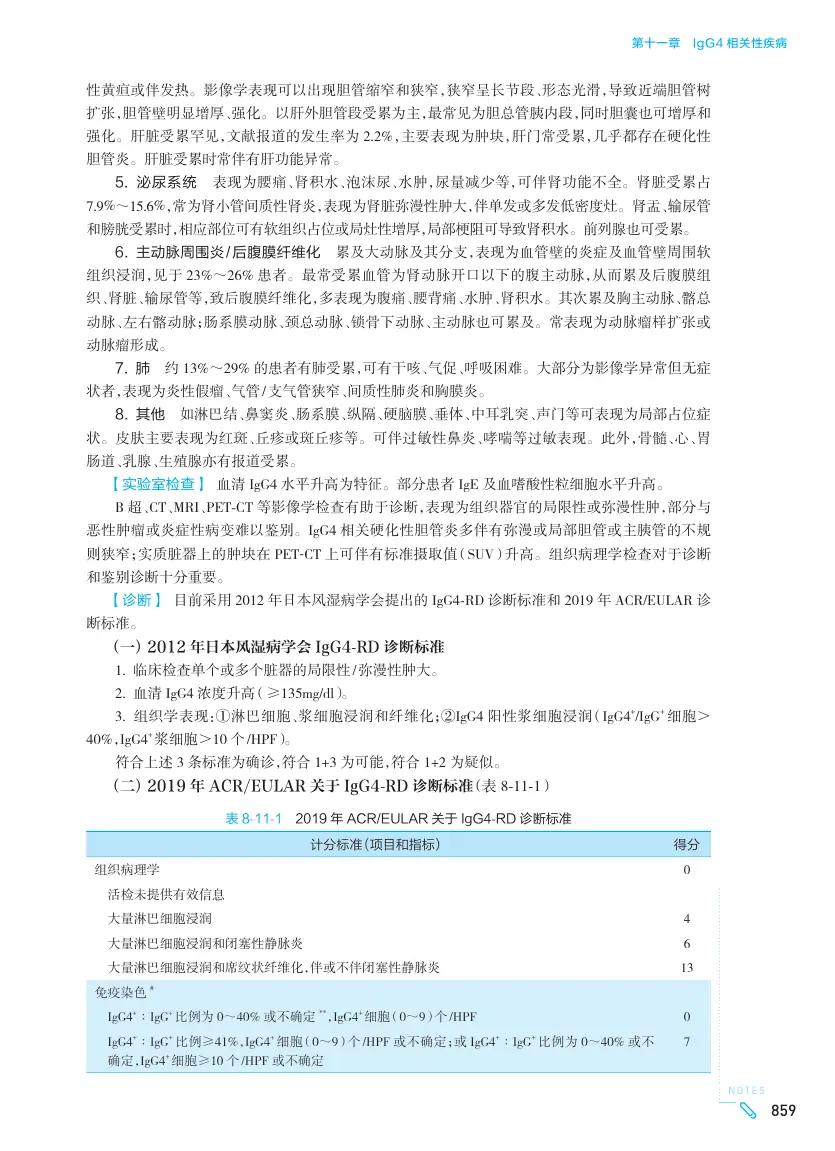 第十一章 IgG4 相关性疾病
性黄疸或伴发热。影像学表现可以出现胆管缩窄和狭窄,狭窄呈长节段、形态光滑,导致近端胆管树
扩张,胆管壁明显增厚、强化。以肝外胆管段受累为主,最常见为胆总管胰内段,同时胆囊也可增厚和
强化。肝脏受累罕见,文献报道的发生率为 2.2%,主要表现为肿块,肝门常受累,几乎都存在硬化性
胆管炎。肝脏受累时常伴有肝功能异常。
5. 泌尿系统 表现为腰痛、肾积水、泡沫尿、水肿,尿量减少等,可伴肾功能不全。肾脏受累占
7.9%～15.6%,常为肾小管间质性肾炎,表现为肾脏弥漫性肿大,伴单发或多发低密度灶。肾盂、输尿管
和膀胱受累时,相应部位可有软组织占位或局灶性增厚,局部梗阻可导致肾积水。前列腺也可受累。
6. 主动脉周围炎/后腹膜纤维化 累及大动脉及其分支,表现为血管壁的炎症及血管壁周围软
组织浸润,见于 23%～26% 患者。最常受累血管为肾动脉开口以下的腹主动脉,从而累及后腹膜组
织、肾脏、输尿管等,致后腹膜纤维化,多表现为腹痛、腰背痛、水肿、肾积水。其次累及胸主动脉、髂总
动脉、左右髂动脉;肠系膜动脉、颈总动脉、锁骨下动脉、主动脉也可累及。常表现为动脉瘤样扩张或
动脉瘤形成。
7. 肺 约 13%～29% 的患者有肺受累,可有干咳、气促、呼吸困难。大部分为影像学异常但无症
状者,表现为炎性假瘤、气管/支气管狭窄、间质性肺炎和胸膜炎。
8. 其他 如淋巴结、鼻窦炎、肠系膜、纵隔、硬脑膜、垂体、中耳乳突、声门等可表现为局部占位症
状。皮肤主要表现为红斑、丘疹或斑丘疹等。可伴过敏性鼻炎、哮喘等过敏表现。此外,骨髓、心、胃
肠道、乳腺、生殖腺亦有报道受累。
【实验室检查】 血清 IgG4 水平升高为特征。部分患者 IgE 及血嗜酸性粒细胞水平升高。
B 超、CT、MRI、PET-CT 等影像学检查有助于诊断,表现为组织器官的局限性或弥漫性肿,部分与
恶性肿瘤或炎症性病变难以鉴别。IgG4 相关硬化性胆管炎多伴有弥漫或局部胆管或主胰管的不规
则狭窄;实质脏器上的肿块在 PET-CT 上可伴有标准摄取值(SUV)升高。组织病理学检查对于诊断
和鉴别诊断十分重要。
【诊断】 目前采用 2012 年日本风湿病学会提出的 IgG4-RD 诊断标准和 2019 年 ACR/EULAR 诊
断标准。
(一) 2012 年日本风湿病学会 IgG4-RD 诊断标准
1. 临床检查单个或多个脏器的局限性/弥漫性肿大。
2. 血清 IgG4 浓度升高(≥135mg/dl)。
3. 组织学表现:①淋巴细胞、浆细胞浸润和纤维化;②IgG4 阳性浆细胞浸润(IgG4⁺/IgG⁺ 细胞＞
40%,IgG4⁺ 浆细胞＞10 个/HPF)。
符合上述 3 条标准为确诊,符合 1+3 为可能,符合 1+2 为疑似。
(二) 2019 年 ACR/EULAR 关于 IgG4-RD 诊断标准(表 8-11-1)
表 8-11-1 2019 年 ACR/EULAR 关于 IgG4-RD 诊断标准
计分标准(项目和指标) 得分
组织病理学 0
活检未提供有效信息
大量淋巴细胞浸润 4
大量淋巴细胞浸润和闭塞性静脉炎 6
大量淋巴细胞浸润和席纹状纤维化,伴或不伴闭塞性静脉炎 13
免疫染色 *
IgG4⁺∶IgG⁺ 比例为 0～40% 或不确定 **,IgG4⁺ 细胞(0～9)个/HPF 0
IgG4⁺∶IgG⁺ 比例≥41%,IgG4⁺ 细胞(0～9)个/HPF 或不确定;或 IgG4⁺∶IgG⁺ 比例为 0～40% 或不 7
确定,IgG4⁺ 细胞≥10 个/HPF 或不确定
NOTES
859